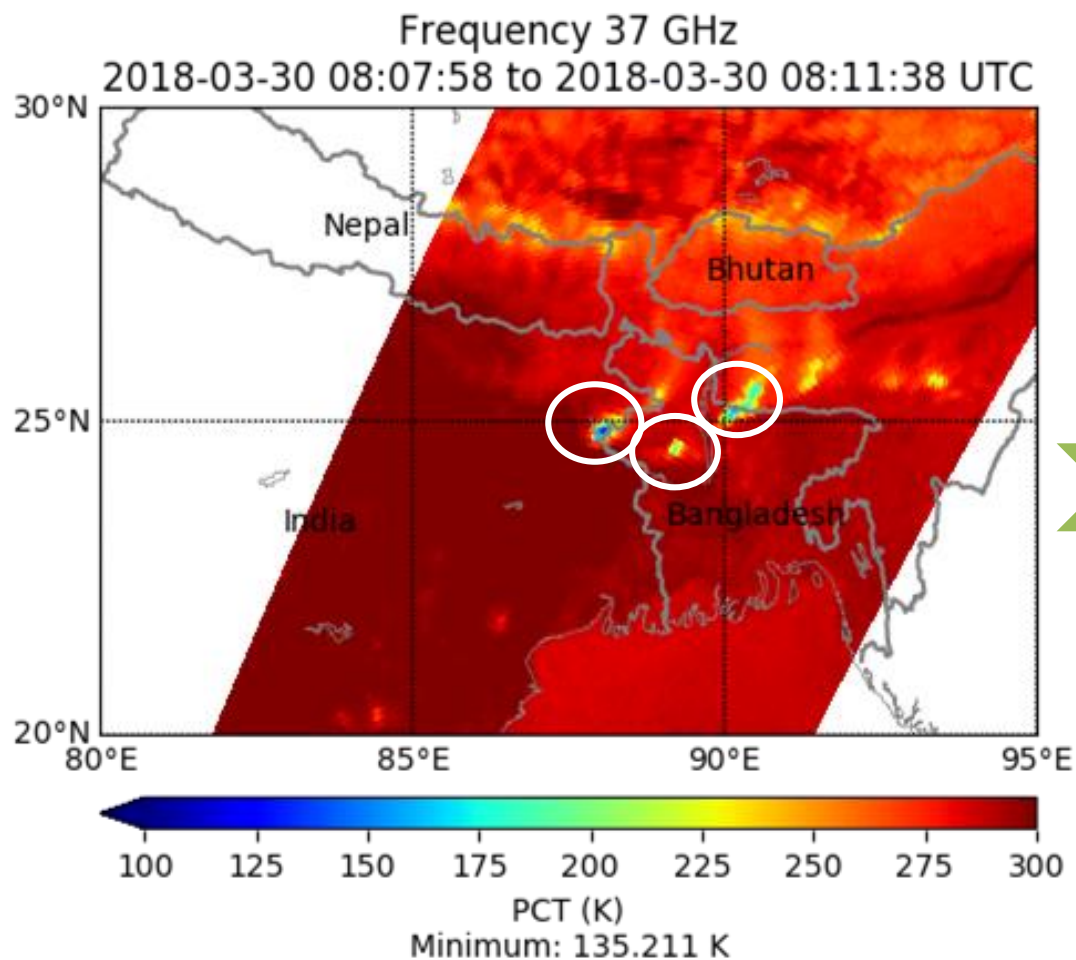 Frequency 37 GHz
2018-03-30 08:07:58 to 2018-03-30 08:11:38 UTC
30°N
Nepal
Bhutan
25°N
India
Bangladesh
20°N
80°E 85°E 90°E 95°E
100 125 150 175 200 225 250 275 300
PCT (K)
Minimum: 135.211 K